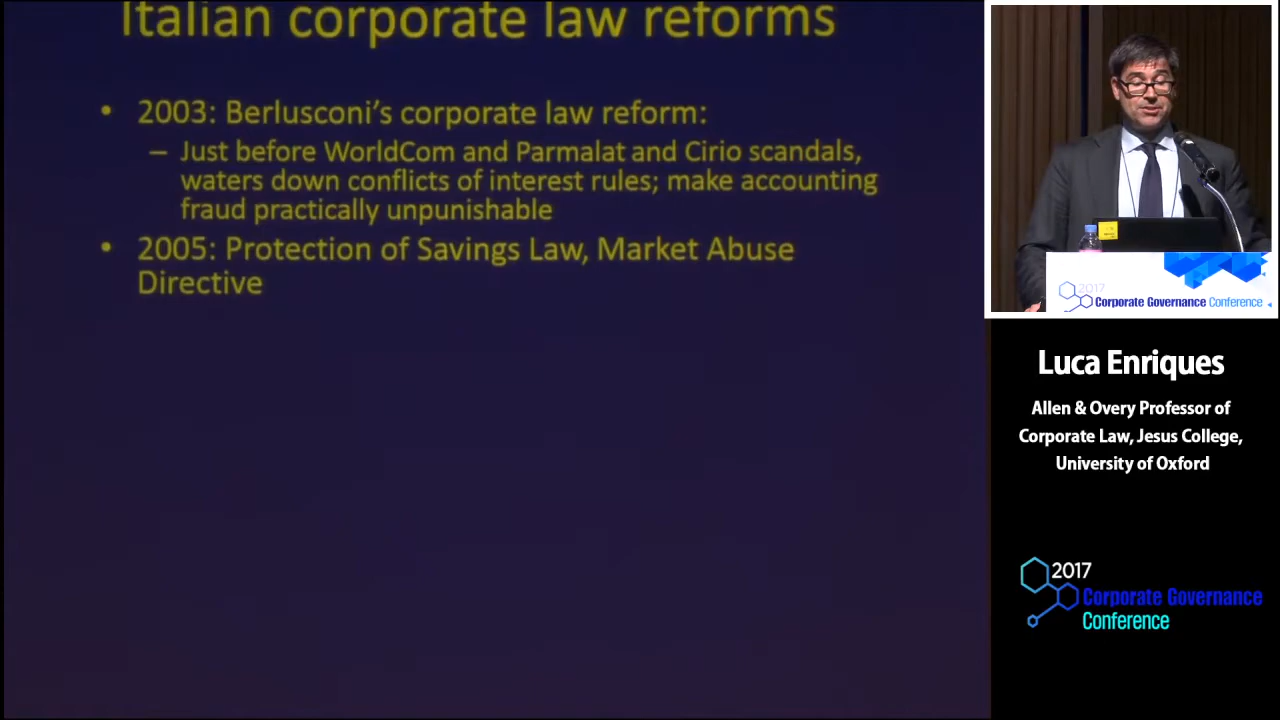 Italian corporate law reforms
• 2003: Berlusconi's corporate law reform:
– Just before WorldCom and Parmalat and Cirio scandals,
waters down conflicts of interest rules; make accounting
fraud practically unpunishable
• 2005: Protection of Savings Law, Market Abuse
Directive
2017
Corporate Governance Conference
Luca Enriques
Allen & Overy Professor of
Corporate Law, Jesus College,
University of Oxford
2017
Corporate Governance
Conference